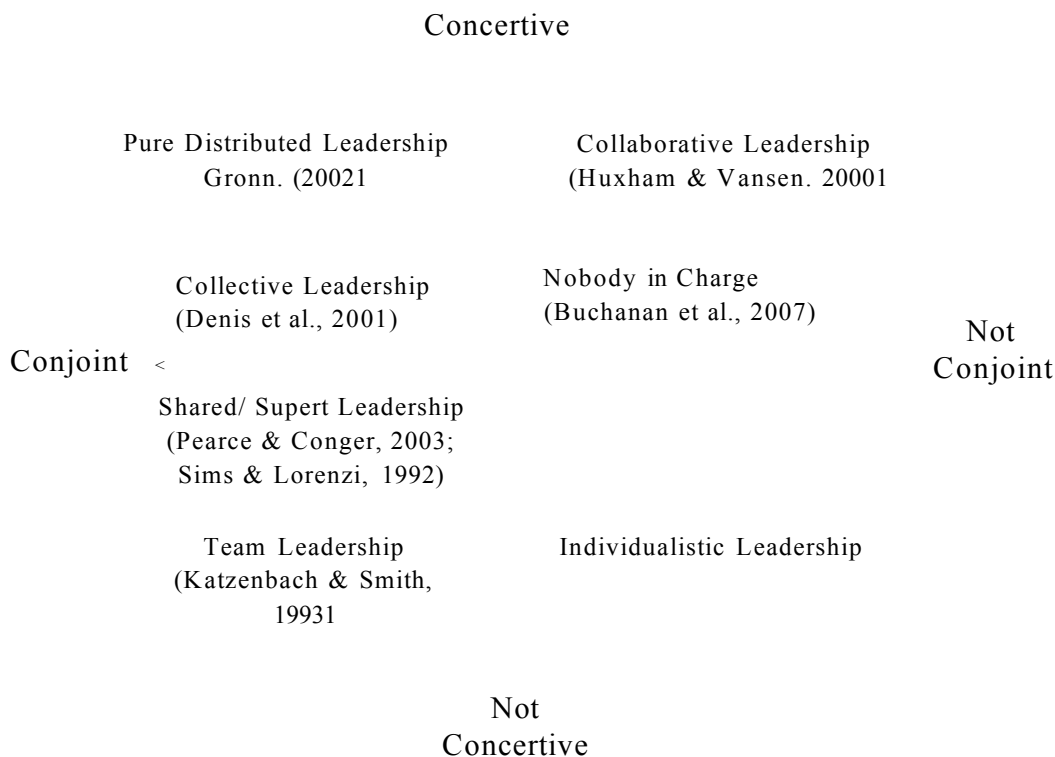 Concertive
Pure Distributed Leadership
Gronn. (20021
Collaborative Leadership
(Huxham & Vansen. 20001
Collective Leadership
(Denis et al., 2001)
Nobody in Charge
(Buchanan et al., 2007)
Conjoint <
Not
Conjoint
Shared/ Supert Leadership
(Pearce & Conger, 2003;
Sims & Lorenzi, 1992)
Team Leadership
(Katzenbach & Smith,
19931
Individualistic Leadership
Not
Concertive